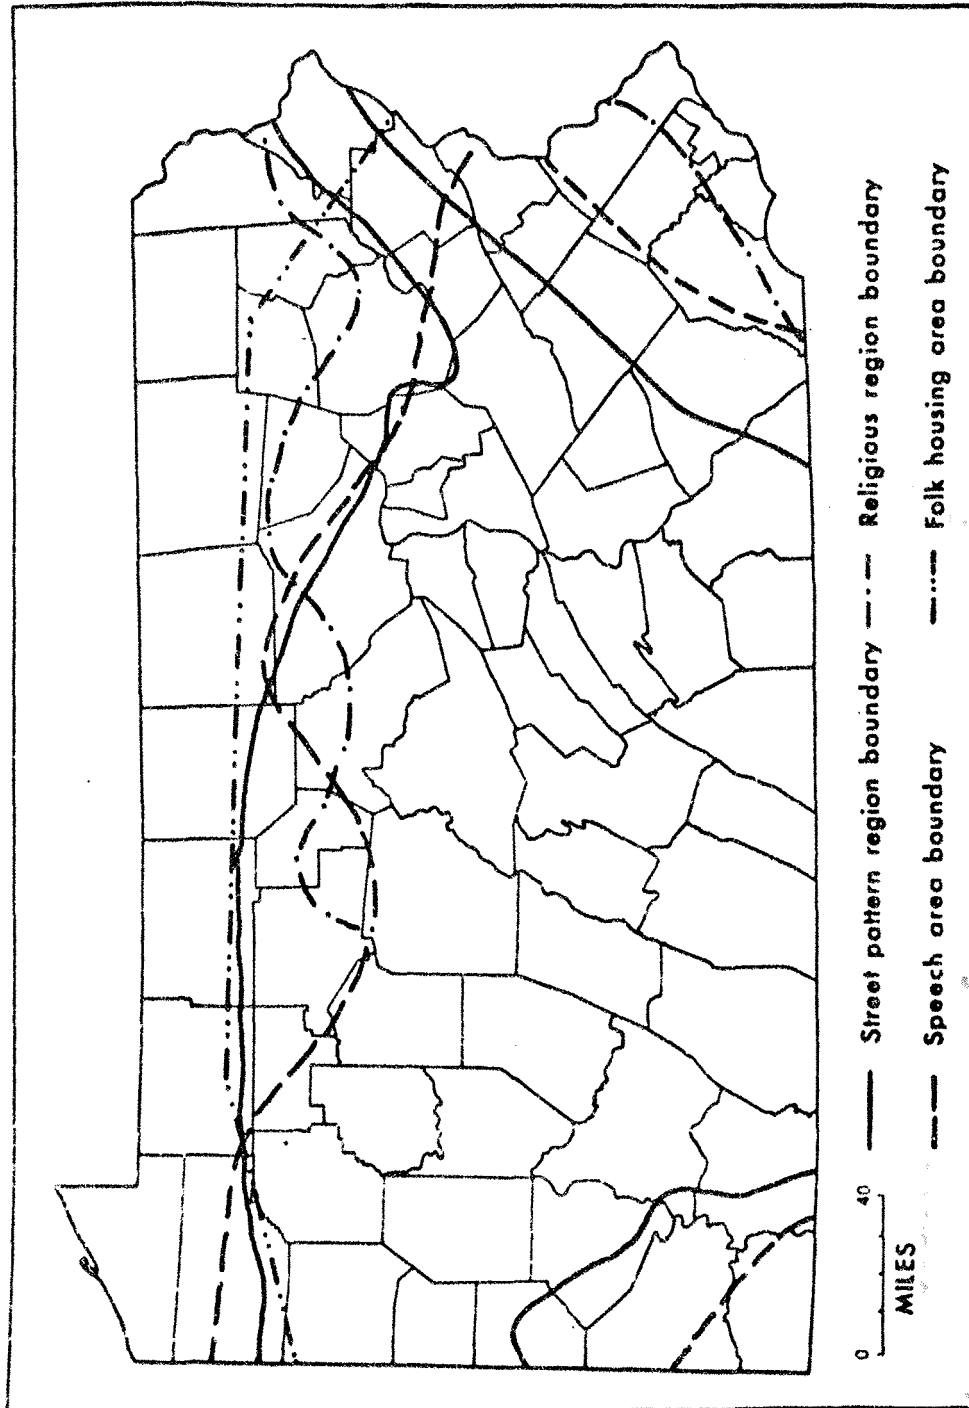 Street pattern region boundary
Religious region boundary
Speech area boundary
Folk housing area boundary
0 40
MILES